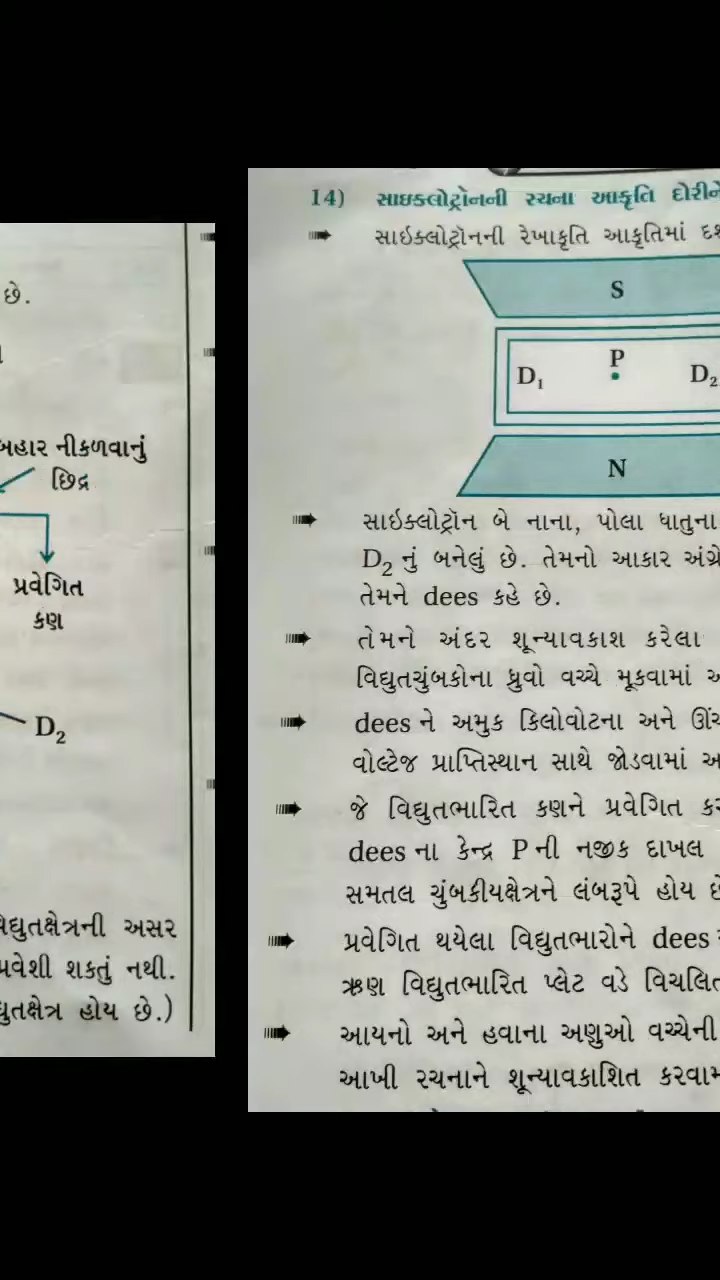 છે.
બહાર નીકળવાનું
છિદ્ર
પ્રવેગિત
કણ
D₂
વિદ્યુતક્ષેત્રની અસર
પ્રવેશી શકતું નથી.
દ્યુતક્ષેત્ર હોય છે.)
14) સાઇક્લોટ્રૉનની રચના આકૃતિ દોરીને
સાઇક્લોટ્રૉનની રેખાકૃતિ આકૃતિમાં
S
D₁ P D₂
N
સાઇક્લોટ્રૉન બે નાના, પોલા ધાતુના
D₂ નું બનેલું છે. તેમનો આકાર
તેમને dees કહે છે.
તેમને અંદર શૂન્યાવકાશ કરેલા
વિદ્યુતચુંબકોના ધ્રુવો વચ્ચે મૂકવામાં
dees ને અમુક કિલોવોટના અને
વોલ્ટેજ પ્રાપ્તિસ્થાન સાથે જોડવામાં
જે વિદ્યુતભારિત કણને પ્રવેગિત
dees ના કેન્દ્ર P ની નજીક દાખલ
સમતલ ચુંબકીયક્ષેત્રને લંબરૂપે હોય છે
પ્રવેગિત થયેલા વિદ્યુતભારોને dees
ઋણ વિદ્યુતભારિત પ્લેટ વડે વિચલિત
આયનો અને હવાના અણુઓ વચ્ચેની
આખી રચનાને શૂન્યાવકાશિત